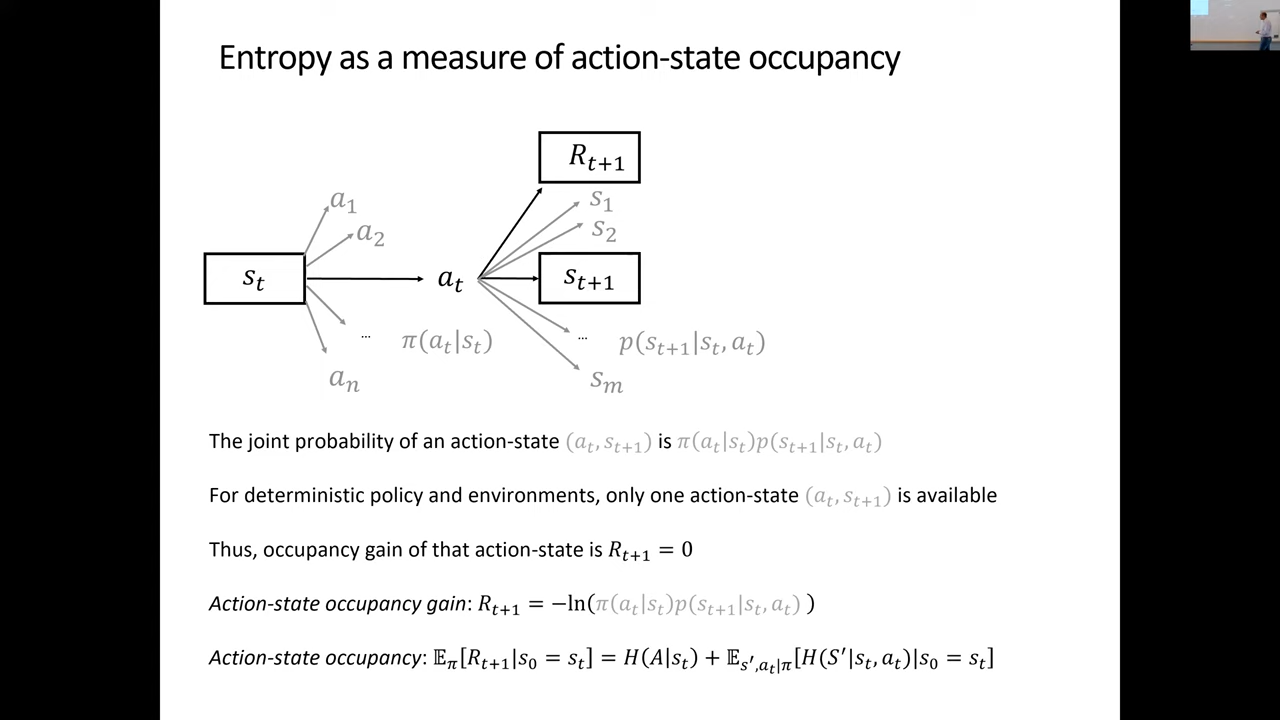 Entropy as a measure of action-state occupancy
R_{t+1}
a_1
s_1
a_2
s_2
s_t
a_t
s_{t+1}
...
π(a_t|s_t)
...
p(s_{t+1}|s_t, a_t)
a_n
s_m
The joint probability of an action-state (a_t, s_{t+1}) is π(a_t|s_t)p(s_{t+1}|s_t, a_t)
For deterministic policy and environments, only one action-state (a_t, s_{t+1}) is available
Thus, occupancy gain of that action-state is R_{t+1} = 0
Action-state occupancy gain: R_{t+1} = −ln(π(a_t|s_t)p(s_{t+1}|s_t, a_t) )
Action-state occupancy: 𝔼_π[R_{t+1}|s_0 = s_t] = H(A|s_t) + 𝔼_{s′,a_t|π}[H(S′|s_t, a_t)|s_0 = s_t]